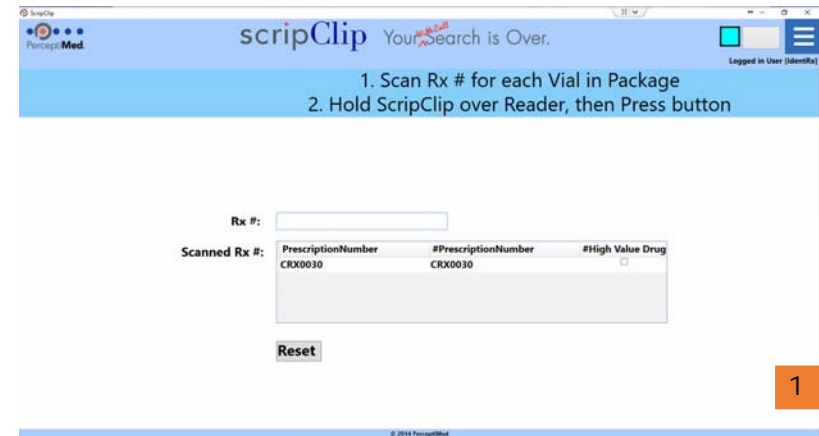 ScripClip
PerceptiMed
scripClip Your Will Call Search is Over.
Logged in User [IdentRx]
1. Scan Rx # for each Vial in Package
2. Hold ScripClip over Reader, then Press button
Rx #:
Scanned Rx #:
PrescriptionNumber #PrescriptionNumber #High Value Drug
CRX0030 CRX0030
Reset
1
© 2014 PerceptiMed